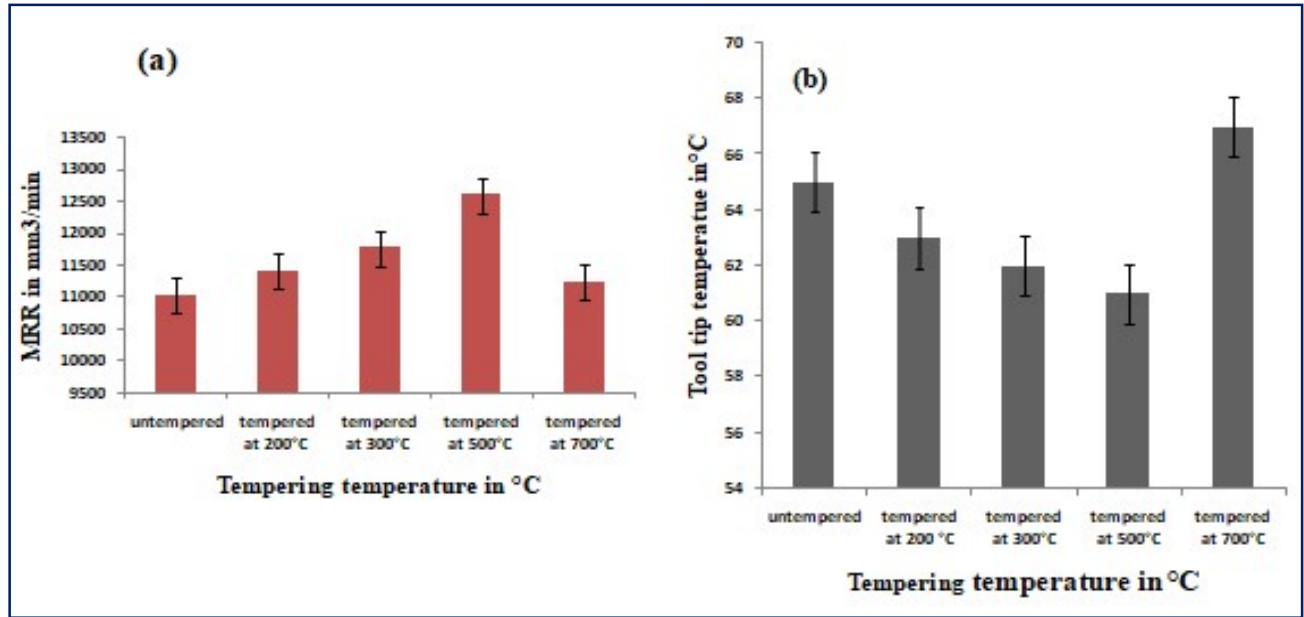 (a)
MRR in mm3/min
13500
13000
12500
12000
11500
11000
10500
10000
9500
untempered
tempered
at 200°C
tempered
at 300°C
tempered
at 500°C
tempered
at 700°C
Tempering temperature in °C
(b)
Tool tip temperatue in°C
70
68
66
64
62
60
58
56
54
untempered
tempered
at 200 °C
tempered
at 300°C
tempered
at 500°C
tempered
at 700°C
Tempering temperature in °C